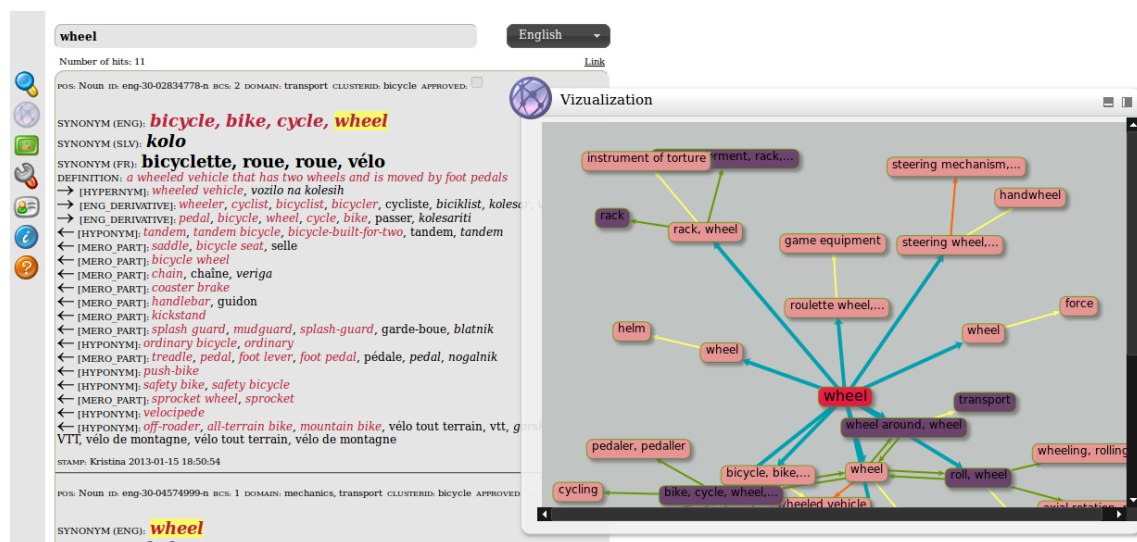 wheel
English
Number of hits: 11
Link
POS: Noun ID: eng-30-02834778-n BCS: 2 DOMAIN: transport CLUSTERID: bicycle APPROVED:
SYNONYM (ENG): bicycle, bike, cycle, wheel
SYNONYM (SLV): kolo
SYNONYM (FR): bicyclette, roue, roue, vélo
DEFINITION: a wheeled vehicle that has two wheels and is moved by foot pedals
→ [HYPERNYM]: wheeled vehicle, vozilo na kolesih
→ [ENG_DERIVATIVE]: wheeler, cyclist, bicyclist, bicycler, cycliste, biciklist, kolesar,
→ [ENG_DERIVATIVE]: pedal, bicycle, wheel, cycle, bike, passer, kolesariti
← [HYPONYM]: tandem, tandem bicycle, bicycle-built-for-two, tandem, tandem
← [MERO_PART]: saddle, bicycle seat, selle
← [MERO_PART]: bicycle wheel
← [MERO_PART]: chain, chaîne, veriga
← [MERO_PART]: coaster brake
← [MERO_PART]: handlebar, guidon
← [MERO_PART]: kickstand
← [MERO_PART]: splash guard, mudguard, splash-guard, garde-boue, blatnik
← [HYPONYM]: ordinary bicycle, ordinary
← [MERO_PART]: treadle, pedal, foot lever, foot pedal, pédale, pedal, nogalnik
← [HYPONYM]: push-bike
← [HYPONYM]: safety bike, safety bicycle
← [MERO_PART]: sprocket wheel, sprocket
← [HYPONYM]: velocipede
← [HYPONYM]: off-roader, all-terrain bike, mountain bike, vélo tout terrain, vtt,
VTT, vélo de montagne, vélo tout terrain, vélo de montagne
STAMP: Kristina 2013-01-15 18:50:54
POS: Noun ID: eng-30-04574999-n BCS: 1 DOMAIN: mechanics, transport CLUSTERID: bicycle APPROVED
SYNONYM (ENG): wheel
Vizualization
instrument of torture
rment, rack,...
steering mechanism,...
handwheel
rack
rack, wheel
game equipment
steering wheel,...
roulette wheel,...
force
helm
wheel
wheel
wheel
transport
wheel around, wheel
pedaler, pedaller
wheeling, rolling
bicycle, bike,...
wheel
roll, wheel
cycling
bike, cycle, wheel,...
wheeled vehicle
axial rotation,